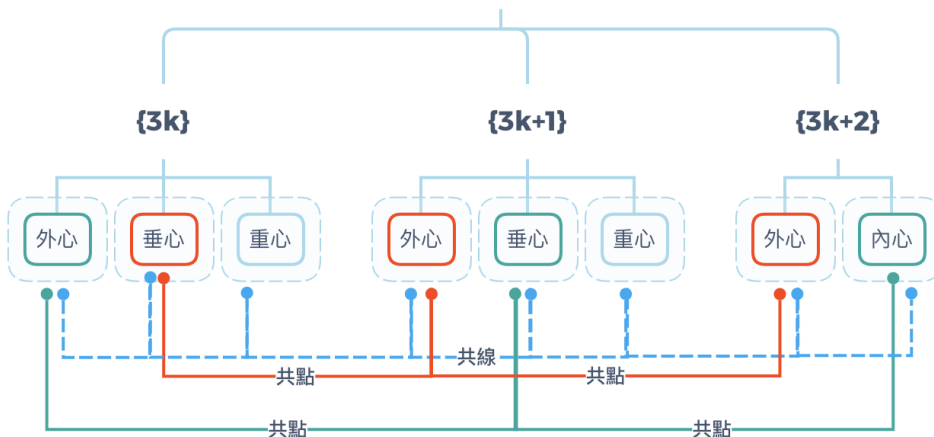 {3k} {3k+1} {3k+2}
外心 垂心 重心 外心 垂心 重心 外心 內心
共線
共點 共點
共點 共點